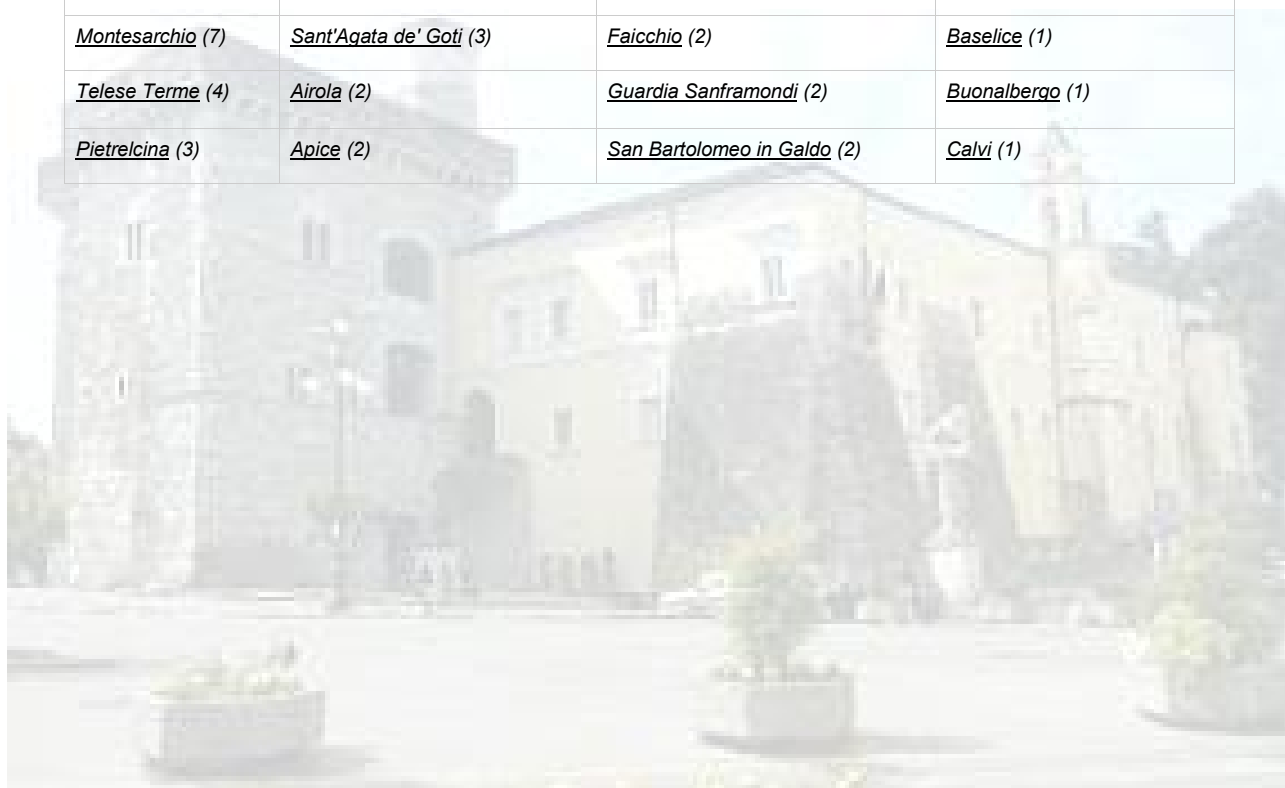 Montesarchio (7) Sant'Agata de' Goti (3) Faicchio (2) Baselice (1)
Telese Terme (4) Airola (2) Guardia Sanframondi (2) Buonalbergo (1)
Pietrelcina (3) Apice (2) San Bartolomeo in Galdo (2) Calvi (1)